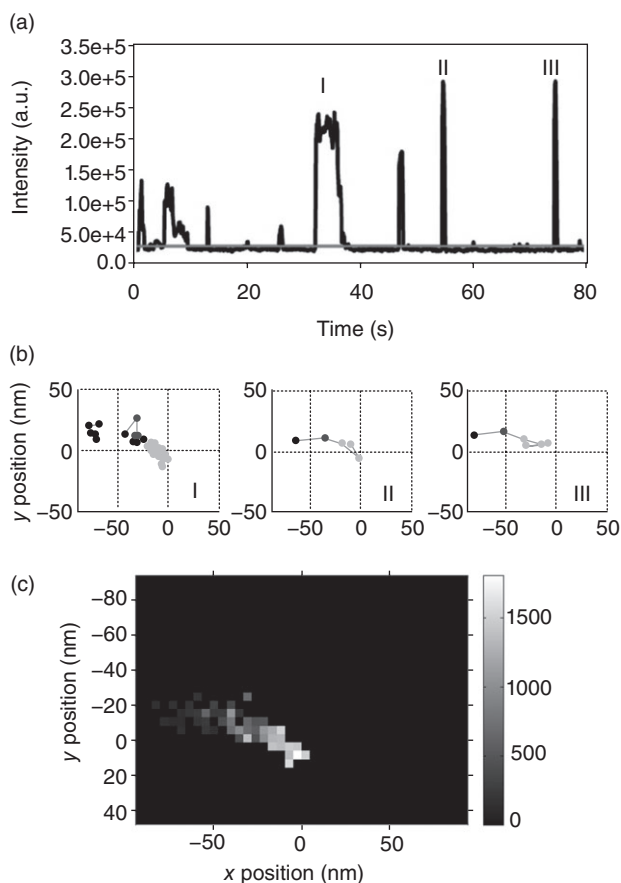 (a)
3.5e+5
3.0e+5
2.5e+5
2.0e+5
1.5e+5
1.0e+5
5.0e+4
0.0
Intensity (a.u.)
I
II
III
0
20
40
60
80
Time (s)
(b)
y position (nm)
50
0
−50
−50
0
50
I
50
0
−50
−50
0
50
II
50
0
−50
−50
0
50
III
(c)
y position (nm)
−80
−60
−40
−20
0
20
40
−50
0
50
x position (nm)
1500
1000
500
0